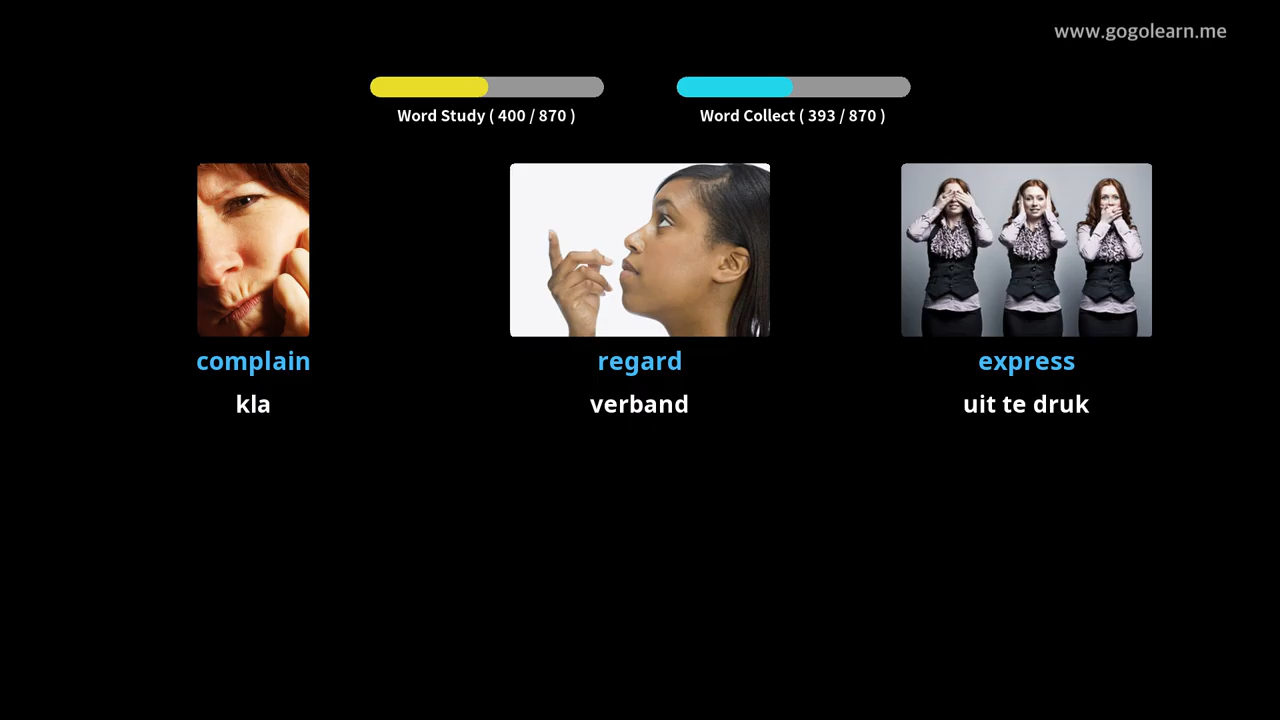 www.gogolearn.me
Word Study ( 400 / 870 )
Word Collect ( 393 / 870 )
complain
regard
express
kla
verband
uit te druk